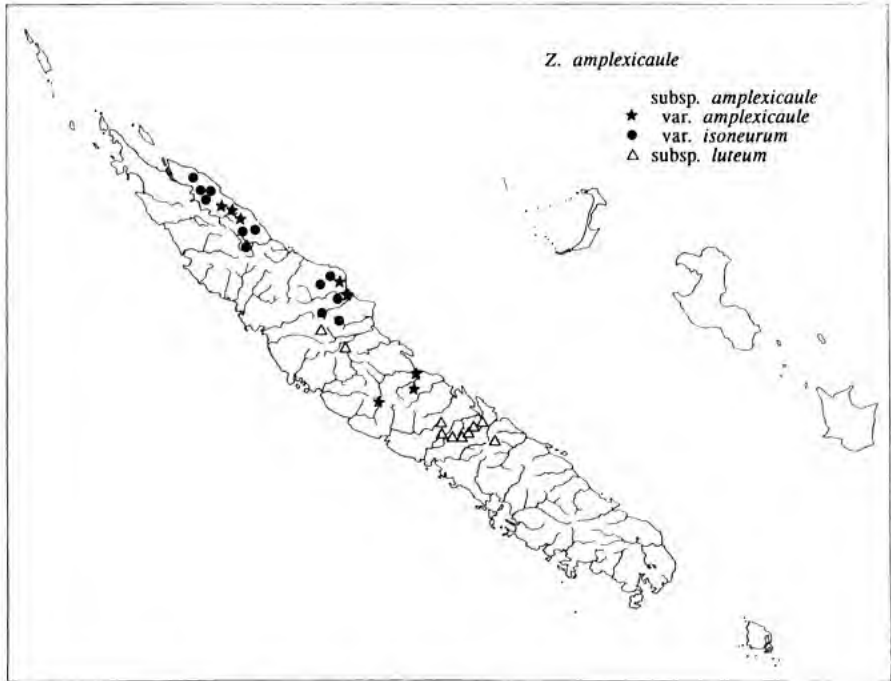 Z. amplexicaule
subsp. amplexicaule
★ var. amplexicaule
● var. isoneurum
△ subsp. luteum